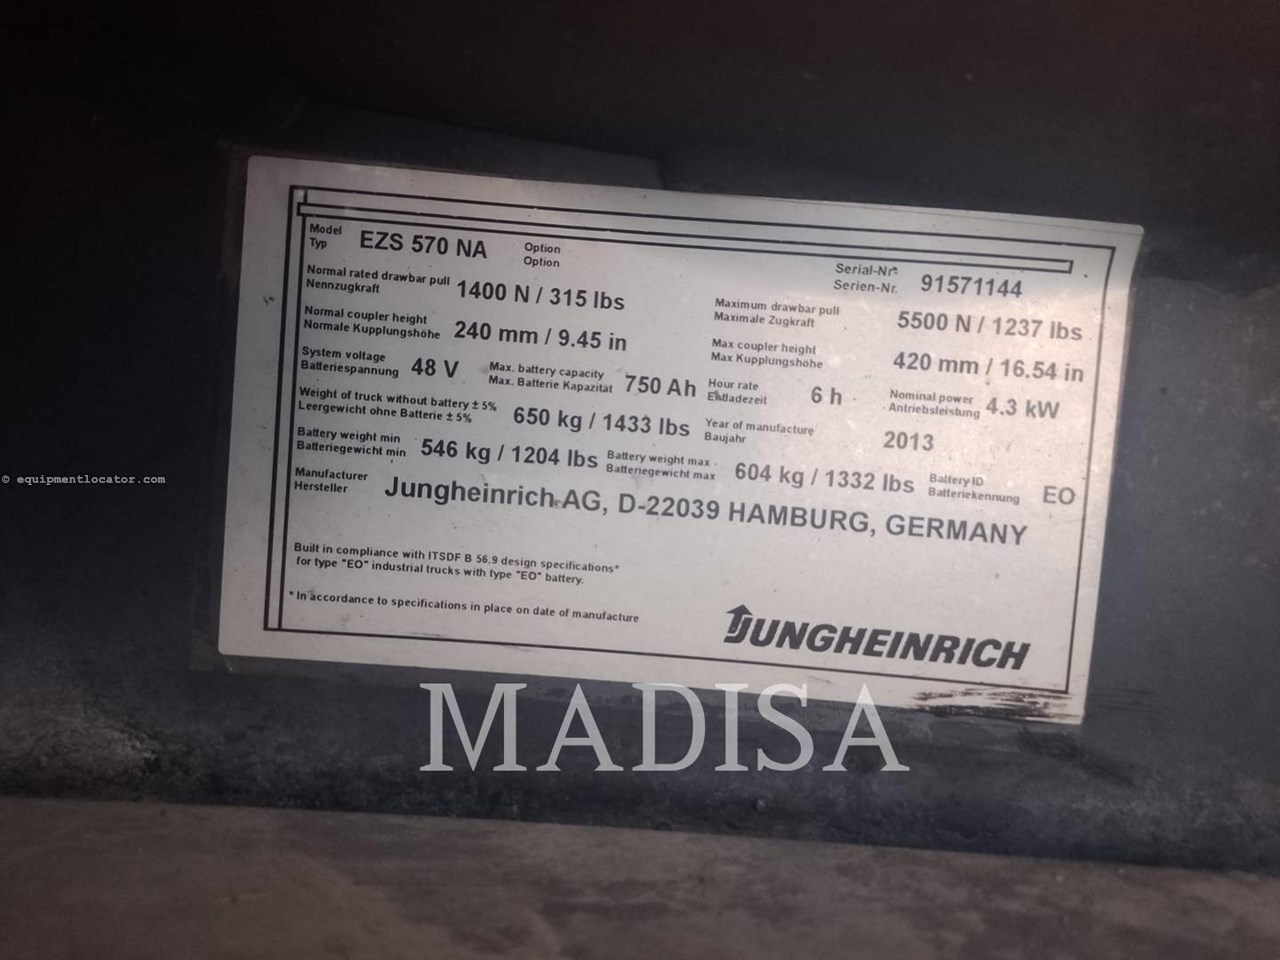 Model EZS 570 NA Option Serial-Nr.
Typ Option Serien-Nr. 91571144
Normal rated drawbar pull 1400 N / 315 lbs Maximum drawbar pull 5500 N / 1237 lbs
Nennzugkraft Maximale Zugkraft
Normal coupler height 240 mm / 9.45 in Max coupler height 420 mm / 16.54 in
Normale Kupplungshöhe Max Kupplungshöhe
System voltage 48 V Max. battery capacity 750 Ah Hour rate 6 h Nominal power 4.3 kW
Batteriespannung Max. Batterie Kapazität Entladezeit Antriebsleistung
Weight of truck without battery ± 5% 650 kg / 1433 lbs Year of manufacture 2013
Leergewicht ohne Batterie ± 5% Baujahr
Battery weight min 546 kg / 1204 lbs Battery weight max 604 kg / 1332 lbs Battery ID EO
Batteriegewicht min Batteriegewicht max Batteriekennung
Manufacturer Jungheinrich AG, D-22039 HAMBURG, GERMANY
Hersteller
Built in compliance with ITSDF B 56.9 design specifications*
for type "EO" industrial trucks with type "EO" battery.
* In accordance to specifications in place on date of manufacture
JUNGHEINRICH
MADISA
© equipmentlocator.com